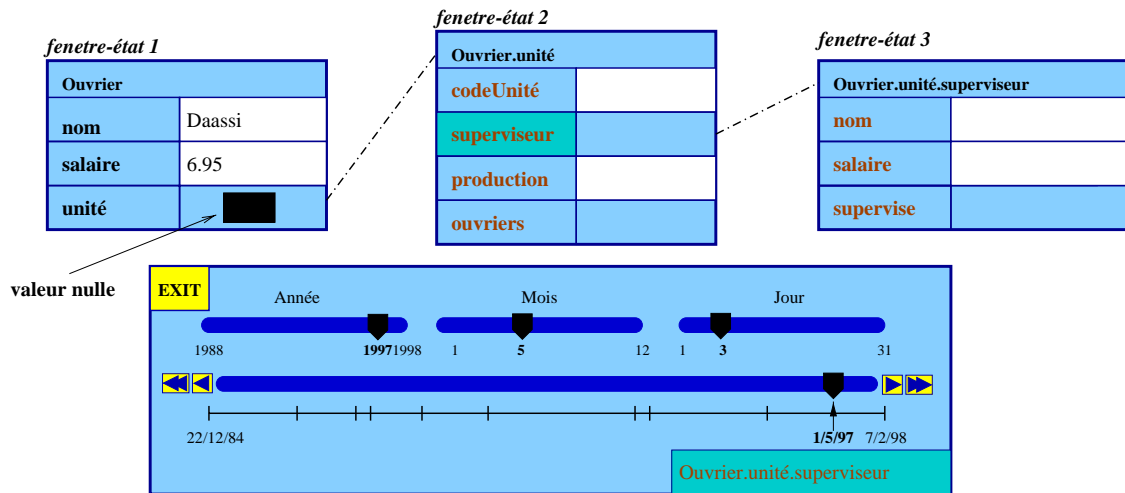 fenetre-état 1
Ouvrier
nom Daassi
salaire 6.95
unité
valeur nulle
fenetre-état 2
Ouvrier.unité
codeUnité
superviseur
production
ouvriers
fenetre-état 3
Ouvrier.unité.superviseur
nom
salaire
supervise
EXIT
Année Mois Jour
1988 1997 1998 1 5 12 1 3 31
22/12/84 1/5/97 7/2/98
Ouvrier.unité.superviseur